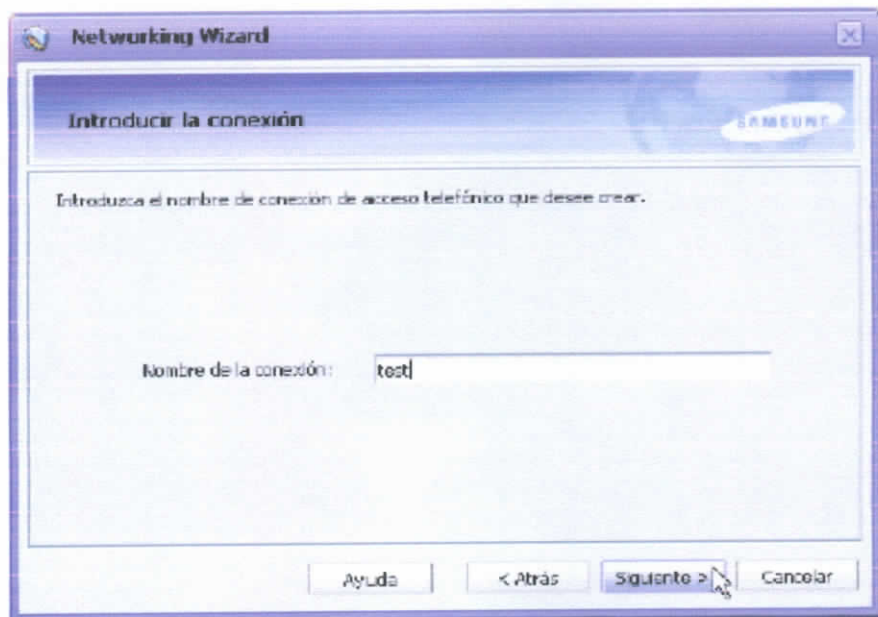 Networking Wizard
Introducir la conexión
SAMSUNG
Introduzca el nombre de conexión de acceso telefónico que desee crear.
Nombre de la conexión: test
Ayuda < Atrás Siguiente > Cancelar